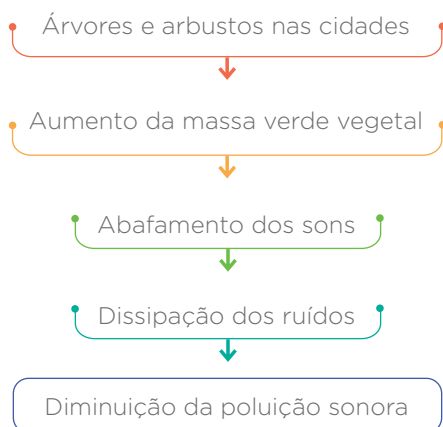 Árvores e arbustos nas cidades
Aumento da massa verde vegetal
Abafamento dos sons
Dissipação dos ruídos
Diminuição da poluição sonora